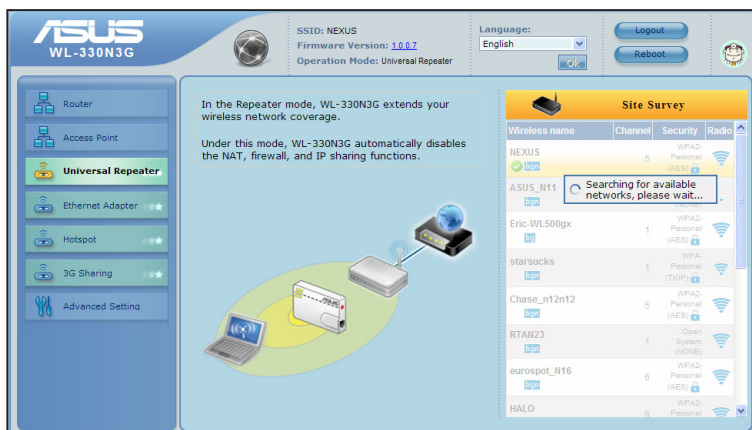 ASUS
WL-330N3G
SSID: NEXUS
Firmware Version: 1.0.0.7
Operation Mode: Universal Repeater
Language:
English
Ok
Logout
Reboot
Router
Access Point
Universal Repeater
Ethernet Adapter
Hotspot
3G Sharing
Advanced Setting
In the Repeater mode, WL-330N3G extends your
wireless network coverage.
Under this mode, WL-330N3G automatically disables
the NAT, firewall, and IP sharing functions.
Site Survey
Wireless name Channel Security Radio
NEXUS bgn 5 WPA2-Personal (AES)
ASUS_N11 bgn (NONE)
Searching for available
networks, please wait...
Eric-WL500gx bg 1 WPA2-Personal (AES)
starsucks bgn 1 WPA-Personal (TKIP)
Chase_n12n12 bgn 5 WPA2-Personal (AES)
RTAN23 bgn 1 Open System (NONE)
eurospot_N16 bgn 6 WPA2-Personal (AES)
HALO 8 WPA2-Personal